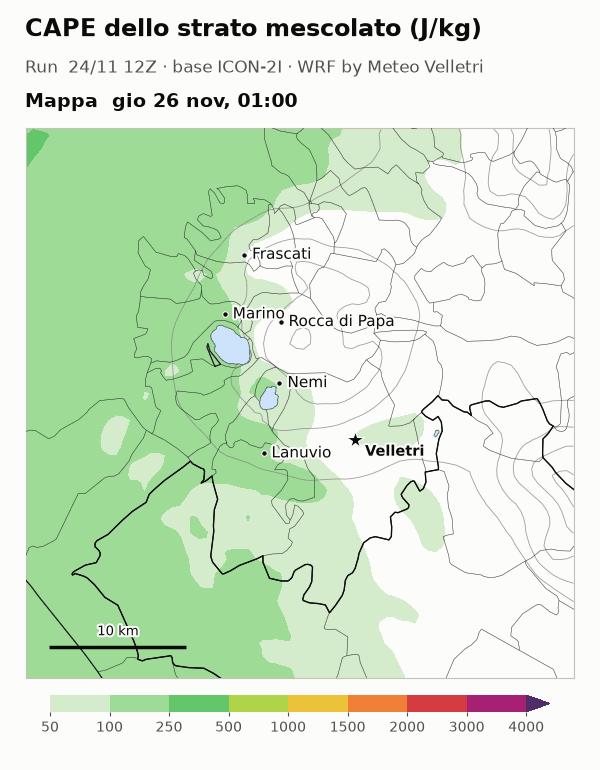 CAPE dello strato mescolato (J/kg)
Run  24/11 12Z · base ICON-2I · WRF by Meteo Velletri
Mappa  gio 26 nov, 01:00
Frascati
Marino
Rocca di Papa
Nemi
Velletri
Lanuvio
10 km
50 100 250 500 1000 1500 2000 3000 4000